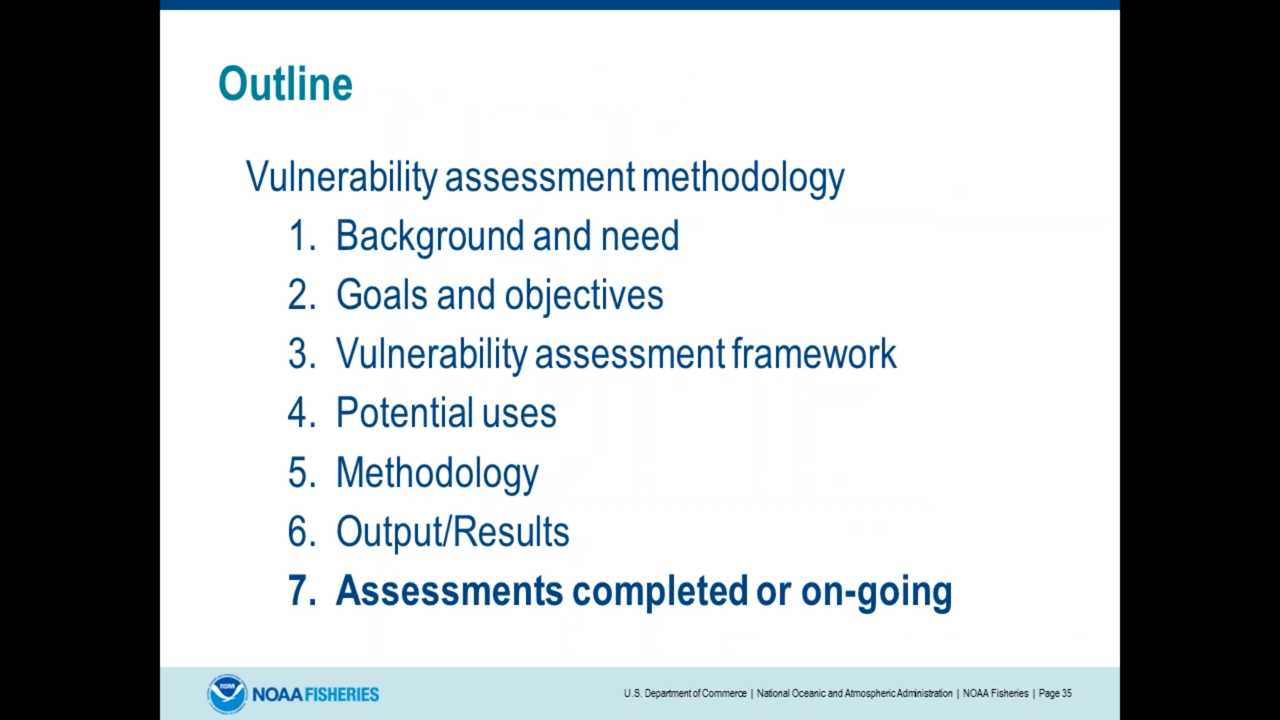 Outline
Vulnerability assessment methodology
1. Background and need
2. Goals and objectives
3. Vulnerability assessment framework
4. Potential uses
5. Methodology
6. Output/Results
7. Assessments completed or on-going
NOAA
NOAA FISHERIES
U.S. Department of Commerce | National Oceanic and Atmospheric Administration | NOAA Fisheries | Page 35